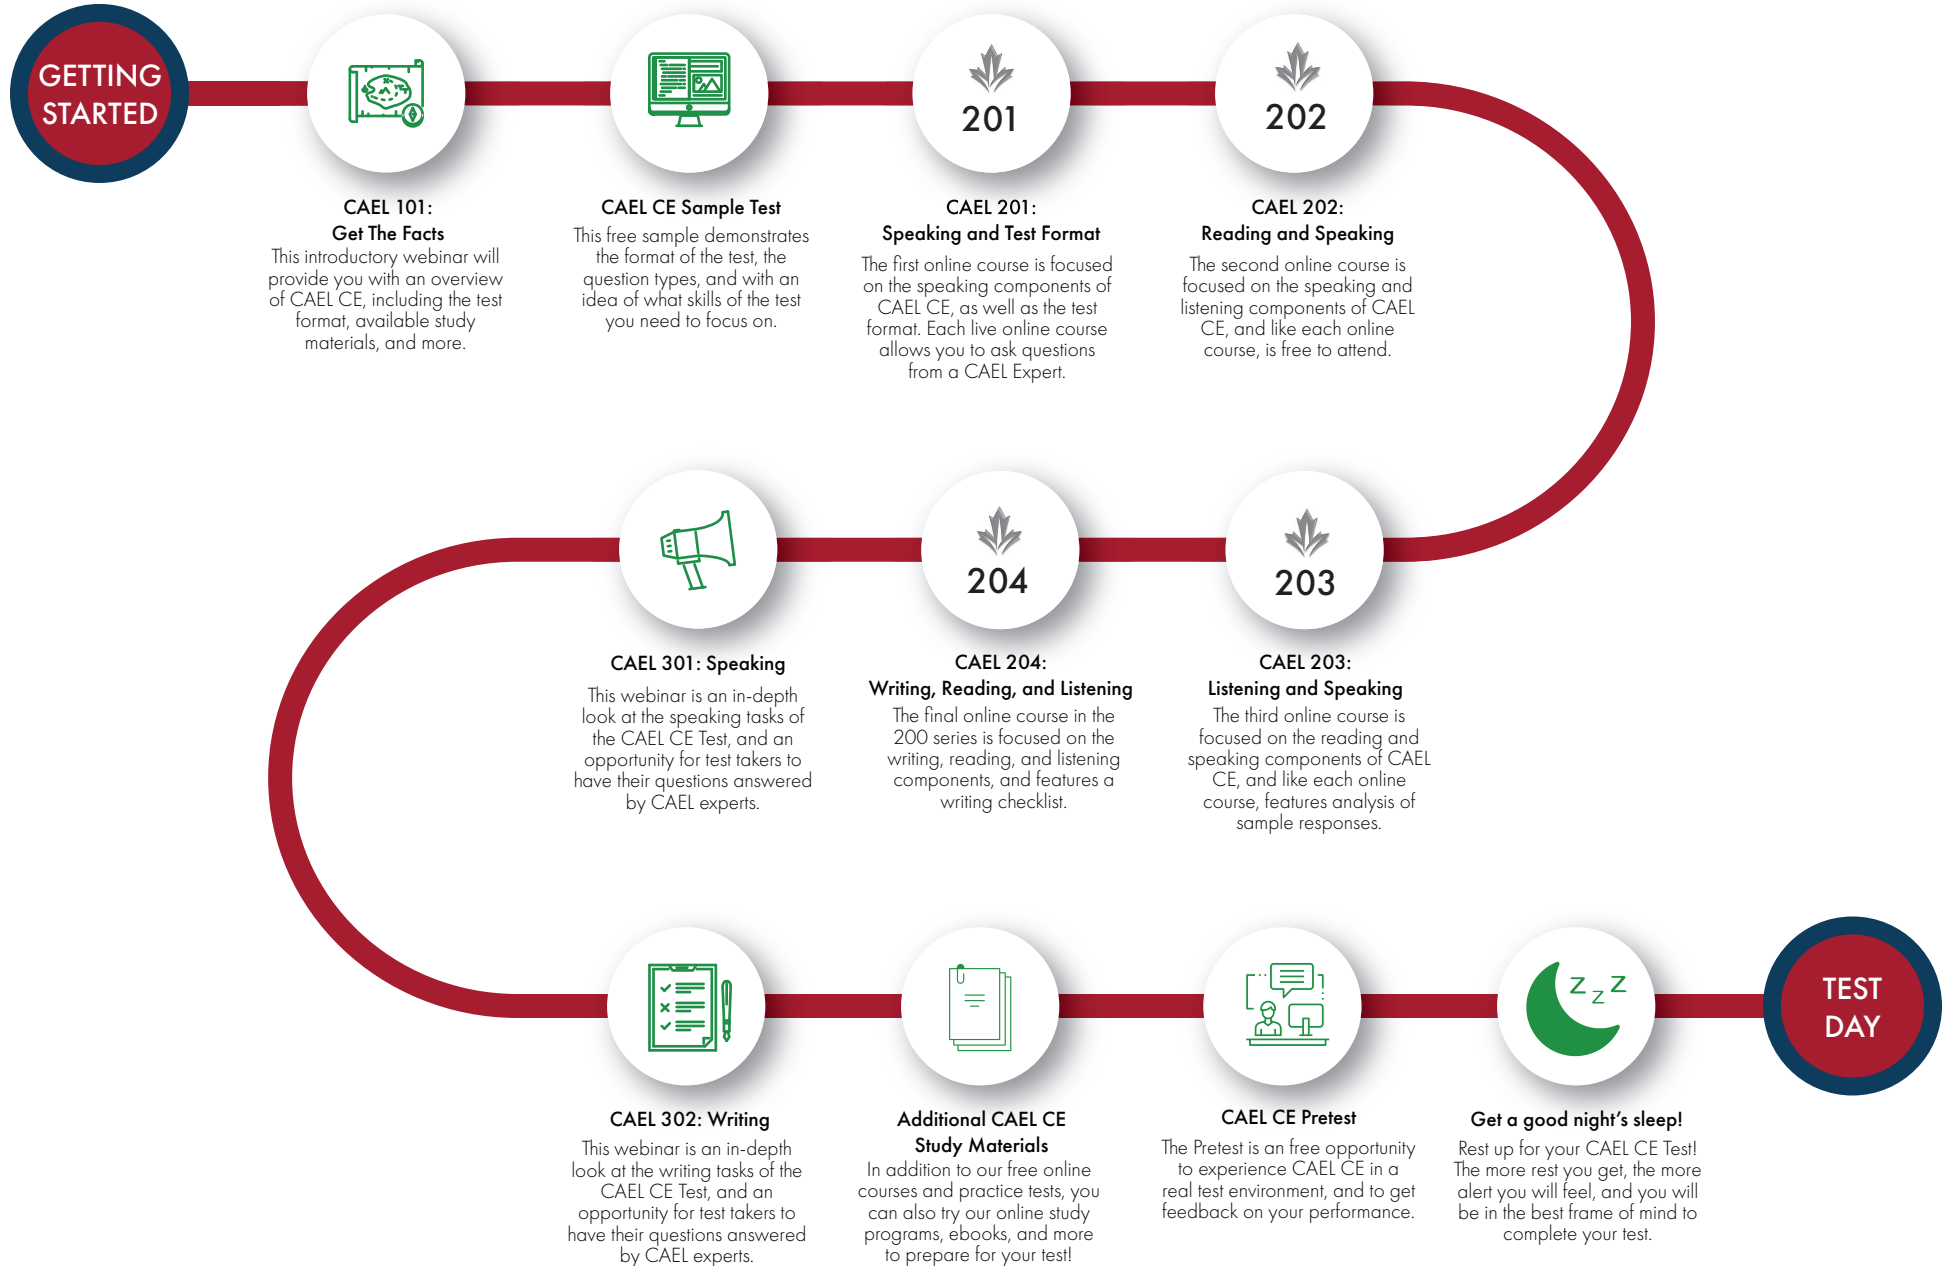 GETTING
STARTED
201
202
CAEL 101:
Get The Facts
This introductory webinar will
provide you with an overview
of CAEL CE, including the test
format, available study
materials, and more.
CAEL CE Sample Test
This free sample demonstrates
the format of the test, the
question types, and with an
idea of what skills of the test
you need to focus on.
CAEL 201:
Speaking and Test Format
The first online course is focused
on the speaking components of
CAEL CE, as well as the test
format. Each live online course
allows you to ask questions
from a CAEL Expert.
CAEL 202:
Reading and Speaking
The second online course is
focused on the speaking and
listening components of CAEL
CE, and like each online
course, is free to attend.
203
CAEL 203:
Listening and Speaking
The third online course is
focused on the reading and
speaking components of CAEL
CE, and like each online
course, features analysis of
sample responses.
204
CAEL 204:
Writing, Reading, and Listening
The final online course in the
200 series is focused on the
writing, reading, and listening
components, and features a
writing checklist.
CAEL 301: Speaking
This webinar is an in-depth
look at the speaking tasks of
the CAEL CE Test, and an
opportunity for test takers to
have their questions answered
by CAEL experts.
CAEL 302: Writing
This webinar is an in-depth
look at the writing tasks of the
CAEL CE Test, and an
opportunity for test takers to
have their questions answered
by CAEL experts.
Additional CAEL CE
Study Materials
In addition to our free online
courses and practice tests, you
can also try our online study
programs, ebooks, and more
to prepare for your test!
CAEL CE Pretest
The Pretest is an free opportunity
to experience CAEL CE in a
real test environment, and to get
feedback on your performance.
z z z
Get a good night's sleep!
Rest up for your CAEL CE Test!
The more rest you get, the more
alert you will feel, and you will
be in the best frame of mind to
complete your test.
TEST
DAY